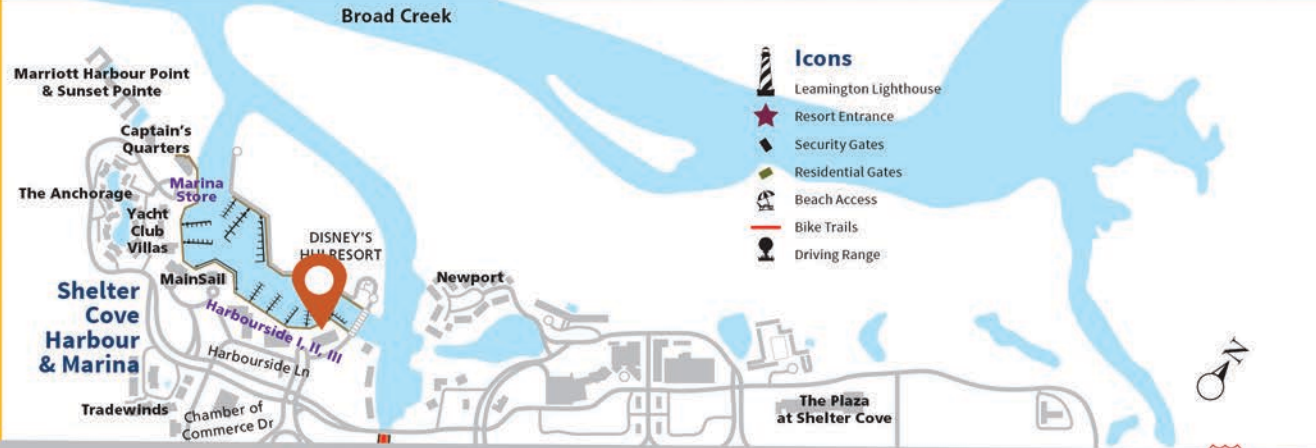 Broad Creek
Marriott Harbour Point
& Sunset Pointe
Captain's
Quarters
Marina
Store
The Anchorage
Yacht
Club
Villas
DISNEY'S
RESORT
MainSail
Newport
Shelter
Cove
Harbour
& Marina
Harbourside I, II, III
Harbourside Ln
Tradewinds
Chamber of
Commerce Dr
The Plaza
at Shelter Cove
Icons
Leamington Lighthouse
Resort Entrance
Security Gates
Residential Gates
Beach Access
Bike Trails
Driving Range
N